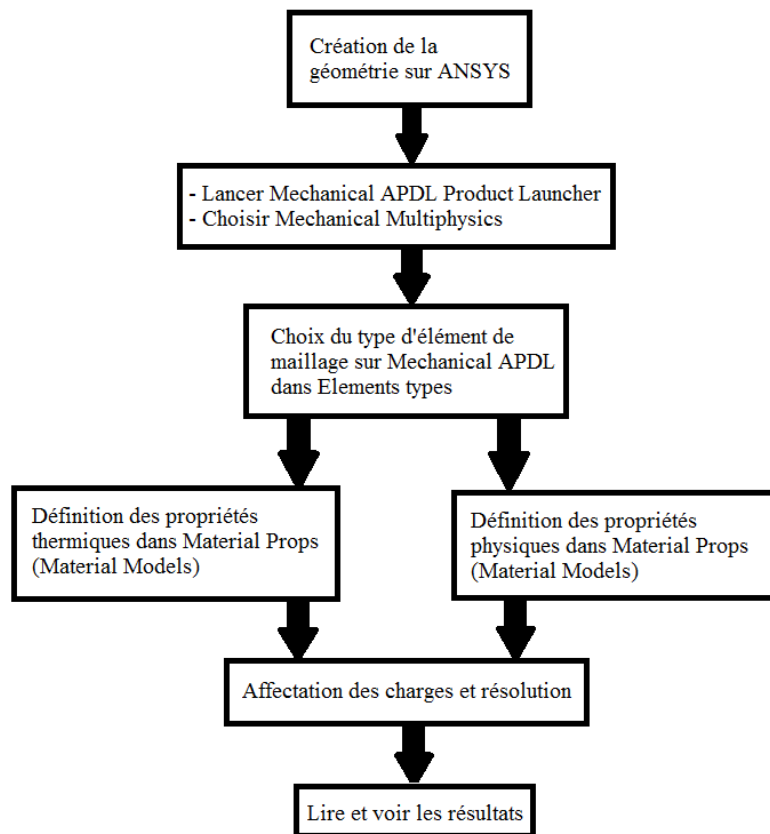 Création de la
géométrie sur ANSYS
- Lancer Mechanical APDL Product Launcher
- Choisir Mechanical Multiphysics
Choix du type d'élément de
maillage sur Mechanical APDL
dans Elements types
Définition des propriétés
thermiques dans Material Props
(Material Models)
Définition des propriétés
physiques dans Material Props
(Material Models)
Affectation des charges et résolution
Lire et voir les résultats